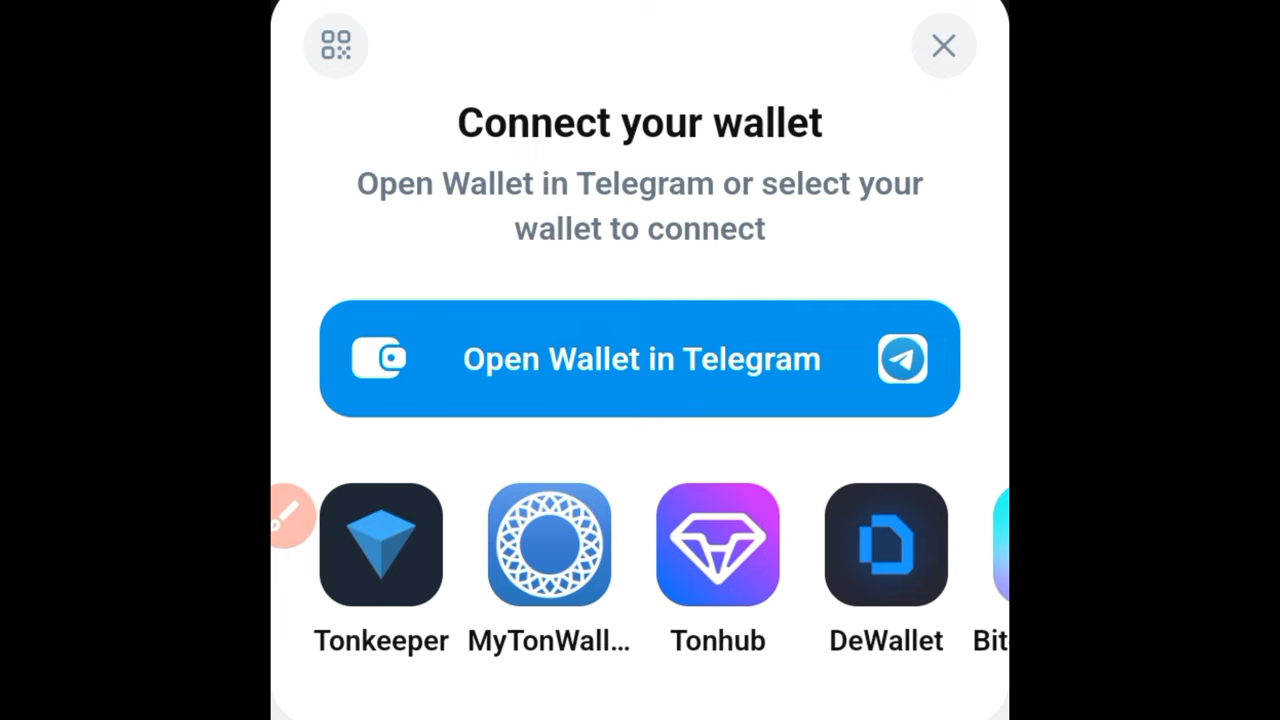 Connect your wallet
Open Wallet in Telegram or select your
wallet to connect
Open Wallet in Telegram
Tonkeeper MyTonWall... Tonhub DeWallet Bit